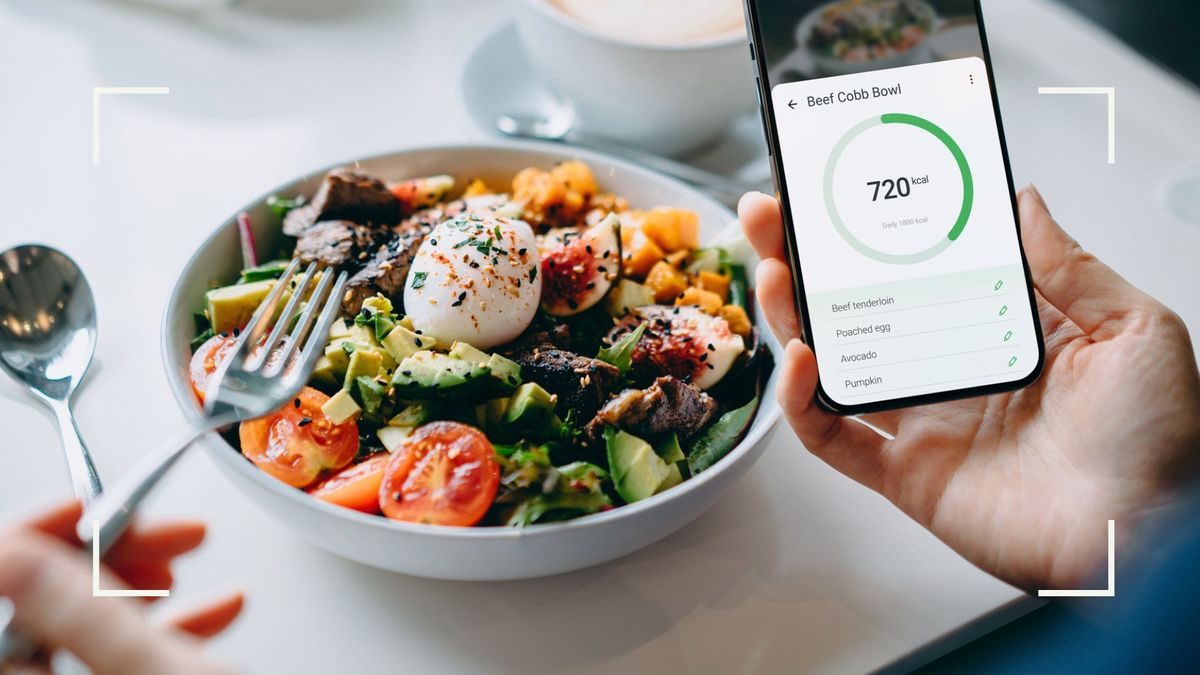 Beef Cobb Bowl
720 kcal
Daily 1800 kcal
Beef tenderloin
Poached egg
Avocado
Pumpkin